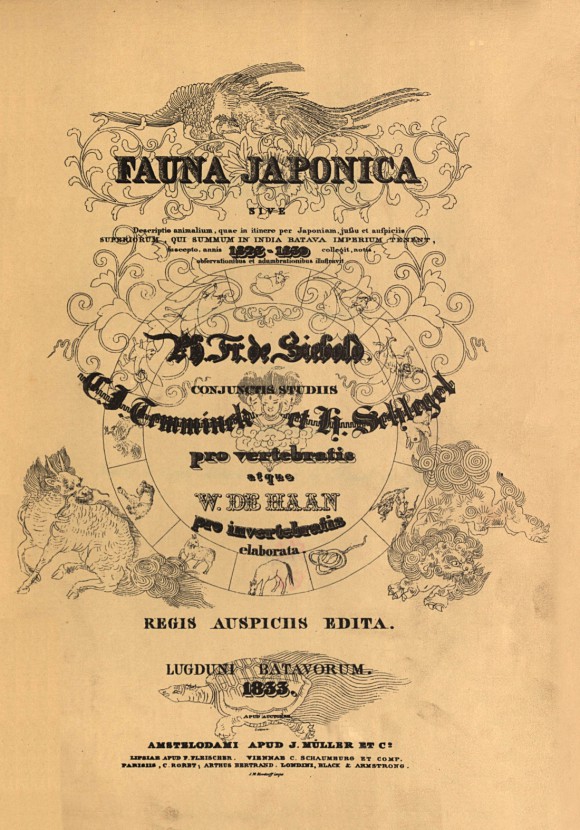 FAUNA JAPONICA
SIVE
Descriptio animalium, quae in itinere per Japoniam, jussu et auspiciis
SUPERIORUM, QUI SUMMUM IN INDIA BATAVA IMPERIUM TENENT,
suscepto, annis 1823-1830 collegit, notis,
observationibus et adumbrationibus illustravit
Ph. Fr. de Siebold.
CONJUNCTIS STUDIIS
C.J. Temminck et H. Schlegel
pro vertebratis
atque
W. DE HAAN
pro invertebratis
elaborata
REGIS AUSPICIIS EDITA.
LUGDUNI BATAVORUM.
1833.
APUD AUCTOREM.
AMSTELODAMI APUD J. MÜLLER ET Co
LIPSIAE APUD F. FLEISCHER. VIENNAE C. SCHAUMBURG ET COMP.
PARISIIS, C. RORET; ARTHUS BERTRAND. LONDINI, BLACK & ARMSTRONG.